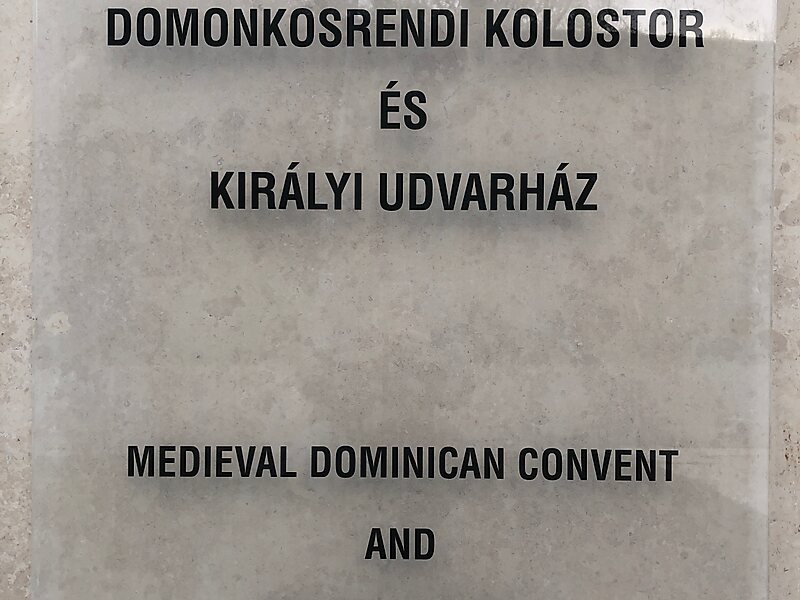 DOMONKOSRENDI KOLOSTOR
ÉS
KIRÁLYI UDVARHÁZ
MEDIEVAL DOMINICAN CONVENT
AND